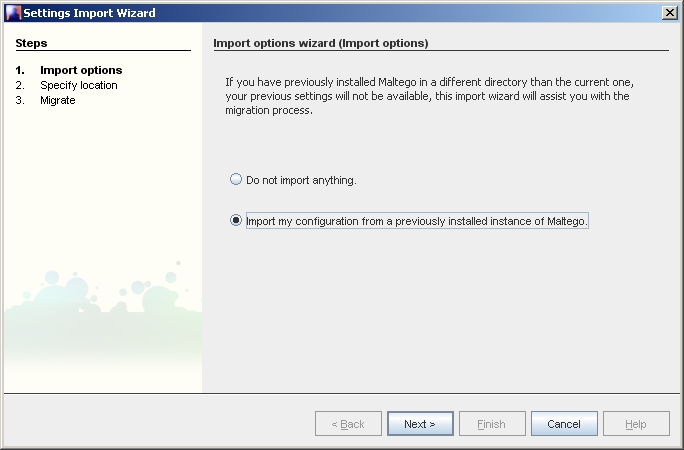 Settings Import Wizard
Steps
1. Import options
2. Specify location
3. Migrate
Import options wizard (Import options)
If you have previously installed Maltego in a different directory than the current one,
your previous settings will not be available, this import wizard will assist you with the
migration process.
Do not import anything.
Import my configuration from a previously installed instance of Maltego.
< Back
Next >
Finish
Cancel
Help